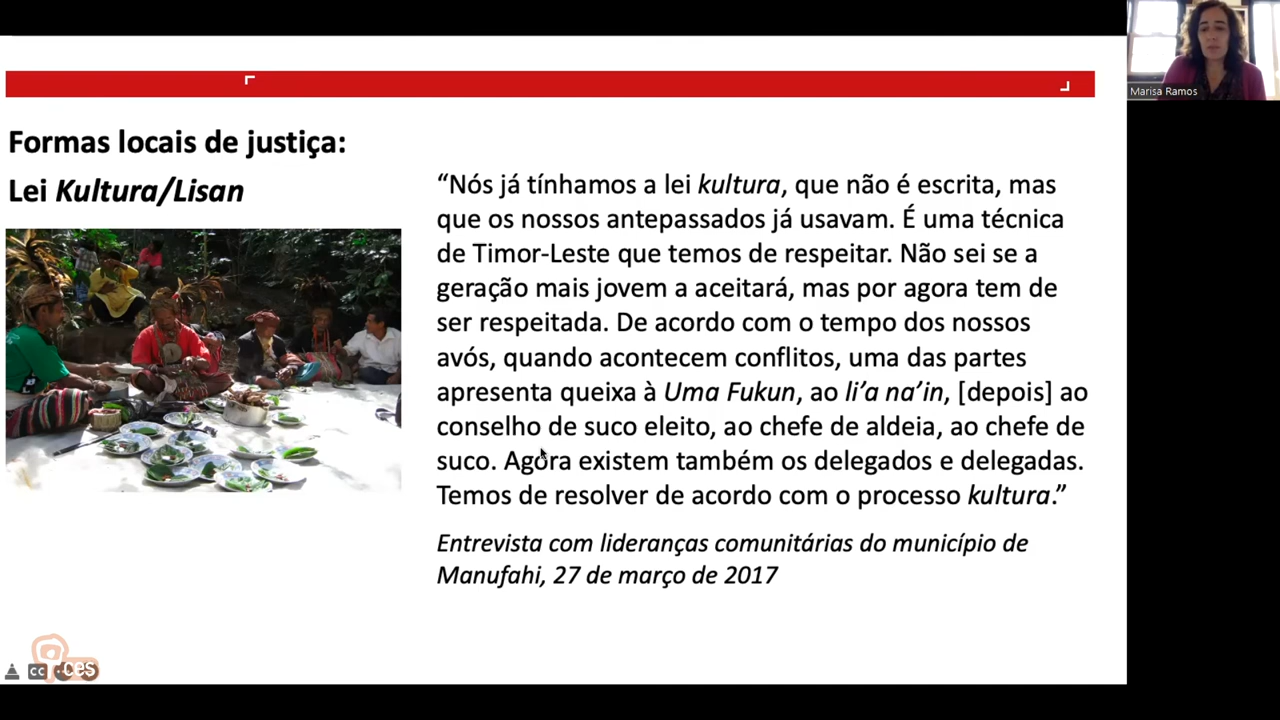 Marisa Ramos
Formas locais de justiça:
Lei Kultura/Lisan
“Nós já tínhamos a lei kultura, que não é escrita, mas
que os nossos antepassados já usavam. É uma técnica
de Timor-Leste que temos de respeitar. Não sei se a
geração mais jovem a aceitará, mas por agora tem de
ser respeitada. De acordo com o tempo dos nossos
avós, quando acontecem conflitos, uma das partes
apresenta queixa à Uma Fukun, ao li’a na’in, [depois] ao
conselho de suco eleito, ao chefe de aldeia, ao chefe de
suco. Agora existem também os delegados e delegadas.
Temos de resolver de acordo com o processo kultura.”
Entrevista com lideranças comunitárias do município de
Manufahi, 27 de março de 2017
CC
ces